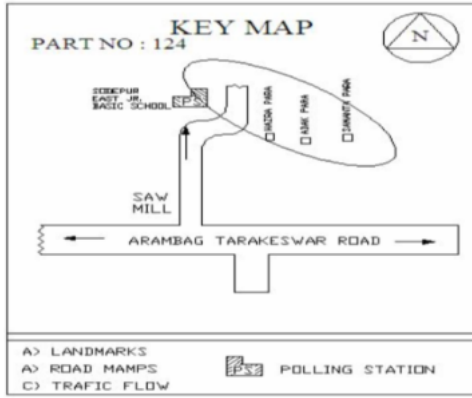 KEY MAP
PART NO : 124
N
SODEPUR
EAST JR.
BASIC SCHOOL
PS
HAZRA PARA
ADAK PARA
SAMANTA PARA
SAW
MILL
ARAMBAG TARAKESWAR ROAD
A> LANDMARKS
A> ROAD MAMPS
C> TRAFIC FLOW
PS
POLLING STATION